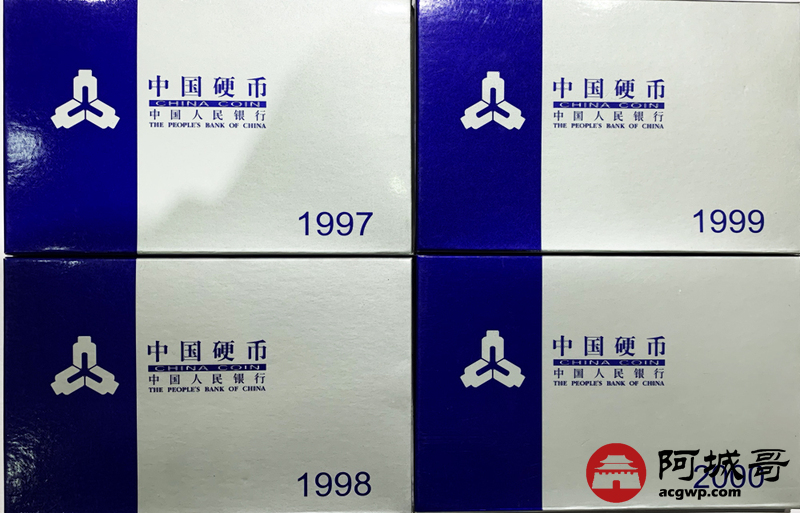 中国硬币
CHINA COIN
中国人民银行
THE PEOPLE'S BANK OF CHINA
1997
中国硬币
CHINA COIN
中国人民银行
THE PEOPLE'S BANK OF CHINA
1999
中国硬币
CHINA COIN
中国人民银行
THE PEOPLE'S BANK OF CHINA
1998
中国硬币
CHINA COIN
中国人民银行
THE PEOPLE'S BANK OF CHINA
2000
阿城哥
acgwp.com